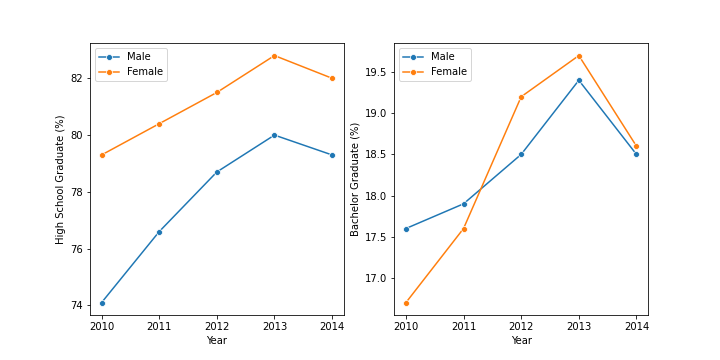 Male
Female
82
80
78
76
74
High School Graduate (%)
2010 2011 2012 2013 2014
Year
Male
Female
19.5
19.0
18.5
18.0
17.5
17.0
Bachelor Graduate (%)
2010 2011 2012 2013 2014
Year